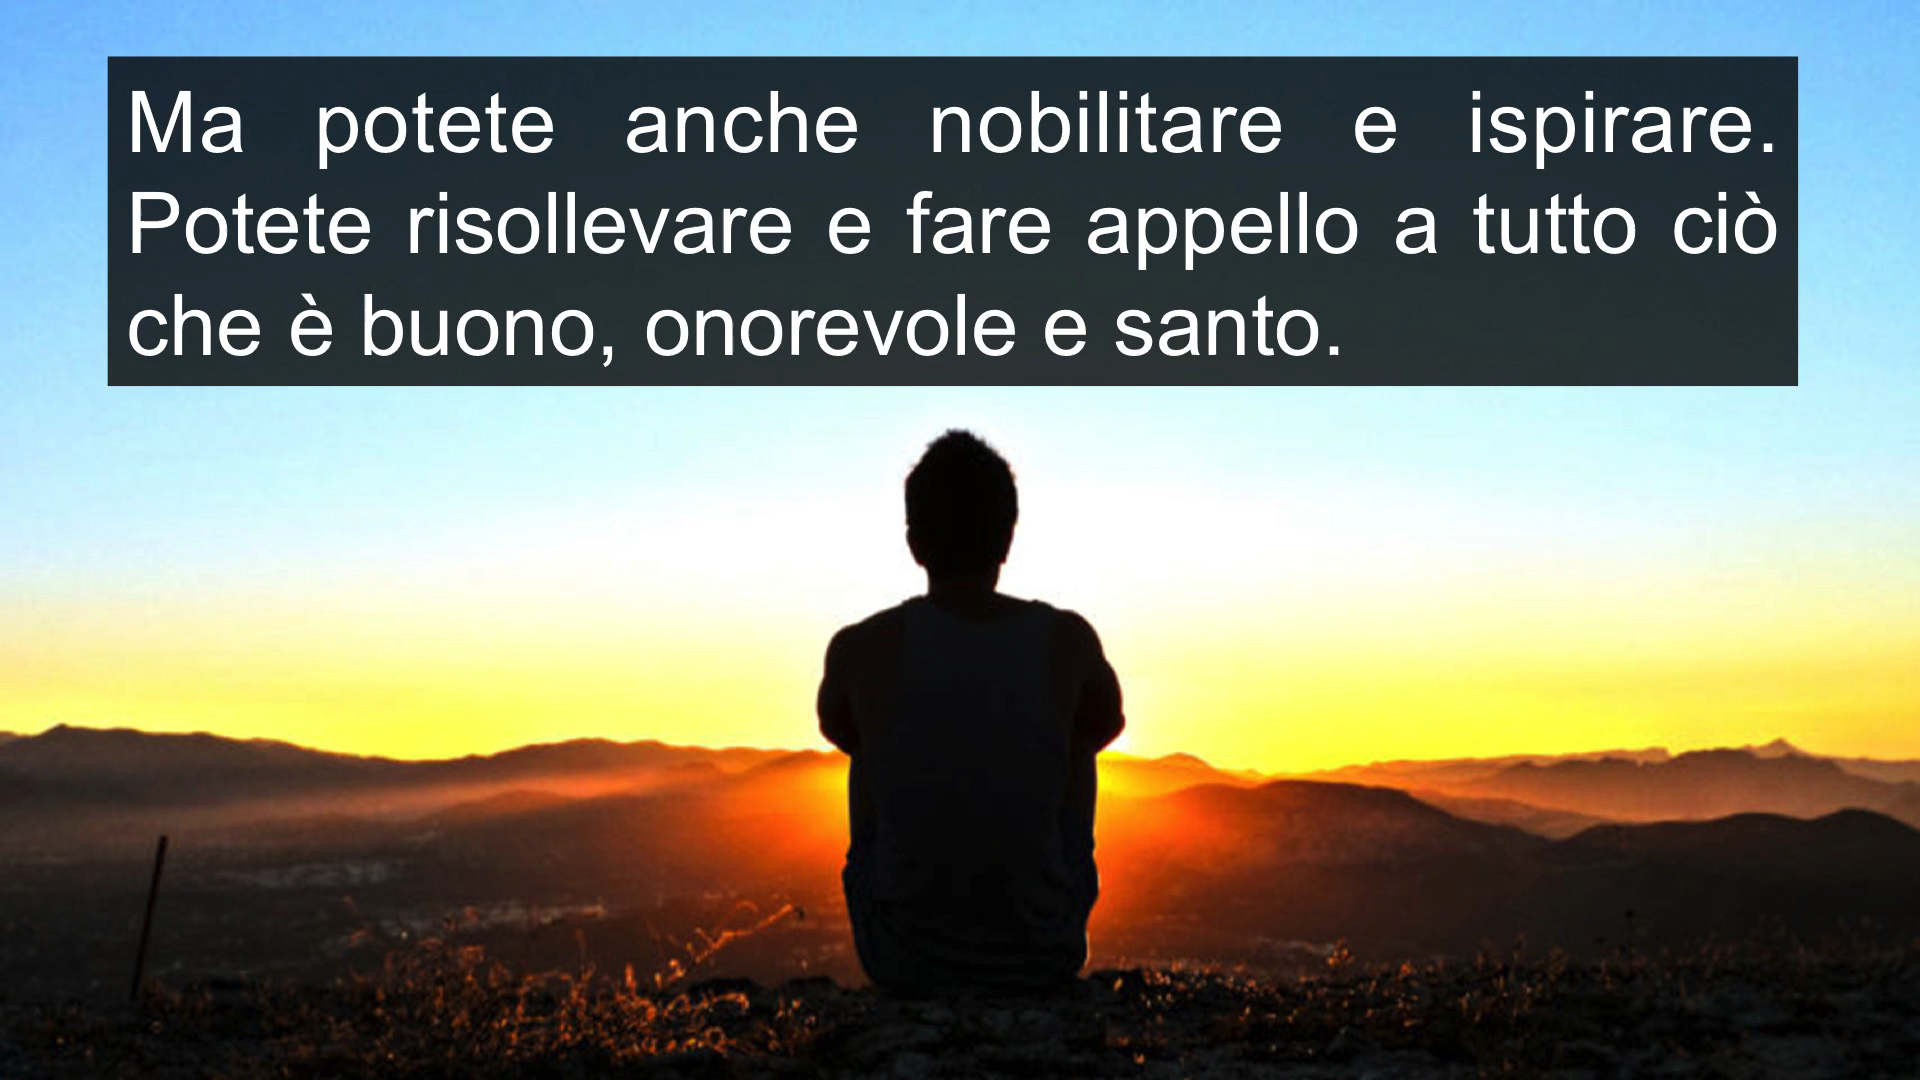 Ma potete anche nobilitare e ispirare.
Potete risollevare e fare appello a tutto ciò
che è buono, onorevole e santo.